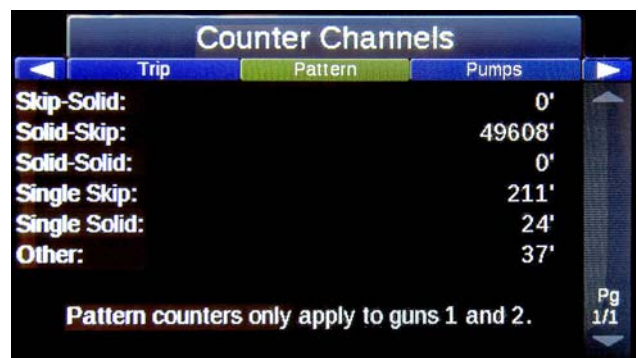 Counter Channels
Trip Pattern Pumps
Skip-Solid: 0'
Solid-Skip: 49608'
Solid-Solid: 0'
Single Skip: 211'
Single Solid: 24'
Other: 37'
Pg
Pattern counters only apply to guns 1 and 2. 1/1